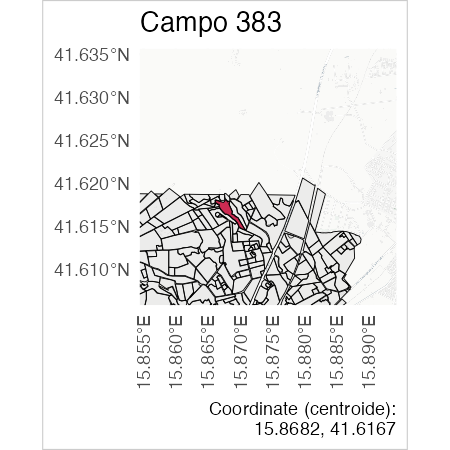 Campo 383
41.635°N
41.630°N
41.625°N
41.620°N
41.615°N
41.610°N
15.855°E
15.860°E
15.865°E
15.870°E
15.875°E
15.880°E
15.885°E
15.890°E
Coordinate (centroide):
15.8682, 41.6167